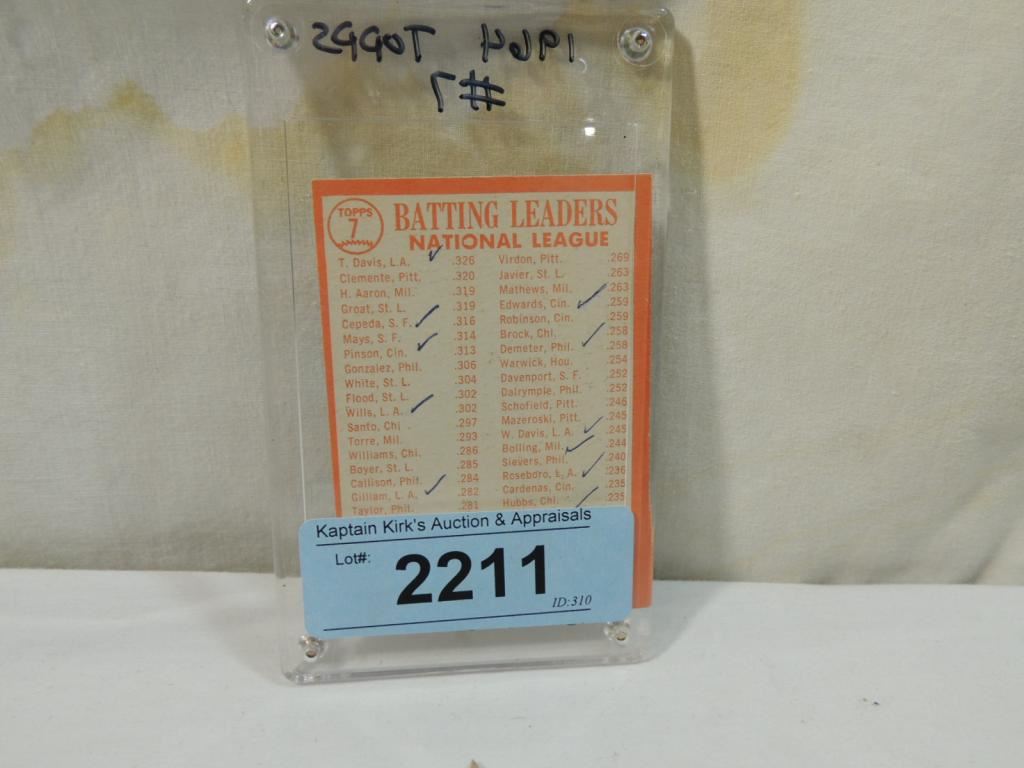 1964 TOPPS
#7
TOPPS
7
BATTING LEADERS
NATIONAL LEAGUE
T. Davis, L.A. .326
Clemente, Pitt. .320
H. Aaron, Mil. .319
Groat, St. L. .319
Cepeda, S. F. .316
Mays, S. F. .314
Pinson, Cin. .313
Gonzalez, Phil. .306
White, St. L. .304
Flood, St. L. .302
Wills, L. A. .302
Santo, Chi .297
Torre, Mil. .293
Williams, Chi. .286
Boyer, St. L. .285
Callison, Phil. .284
Gilliam, L. A. .282
Taylor, Phil. .281
Virdon, Pitt. .269
Javier, St. L. .263
Mathews, Mil. .263
Edwards, Cin. .259
Robinson, Cin. .259
Brock, Chi. .258
Demeter, Phil. .258
Warwick, Hou. .254
Davenport, S. F. .252
Dalrymple, Phil. .252
Schofield, Pitt. .246
Mazeroski, Pitt. .245
W. Davis, L. A. .245
Bolling, Mil. .244
Sievers, Phil. .240
Roseboro, L. A. .236
Cardenas, Cin. .235
Hubbs, Chi. .235
Kaptain Kirk's Auction & Appraisals
Lot#: 2211
ID:310